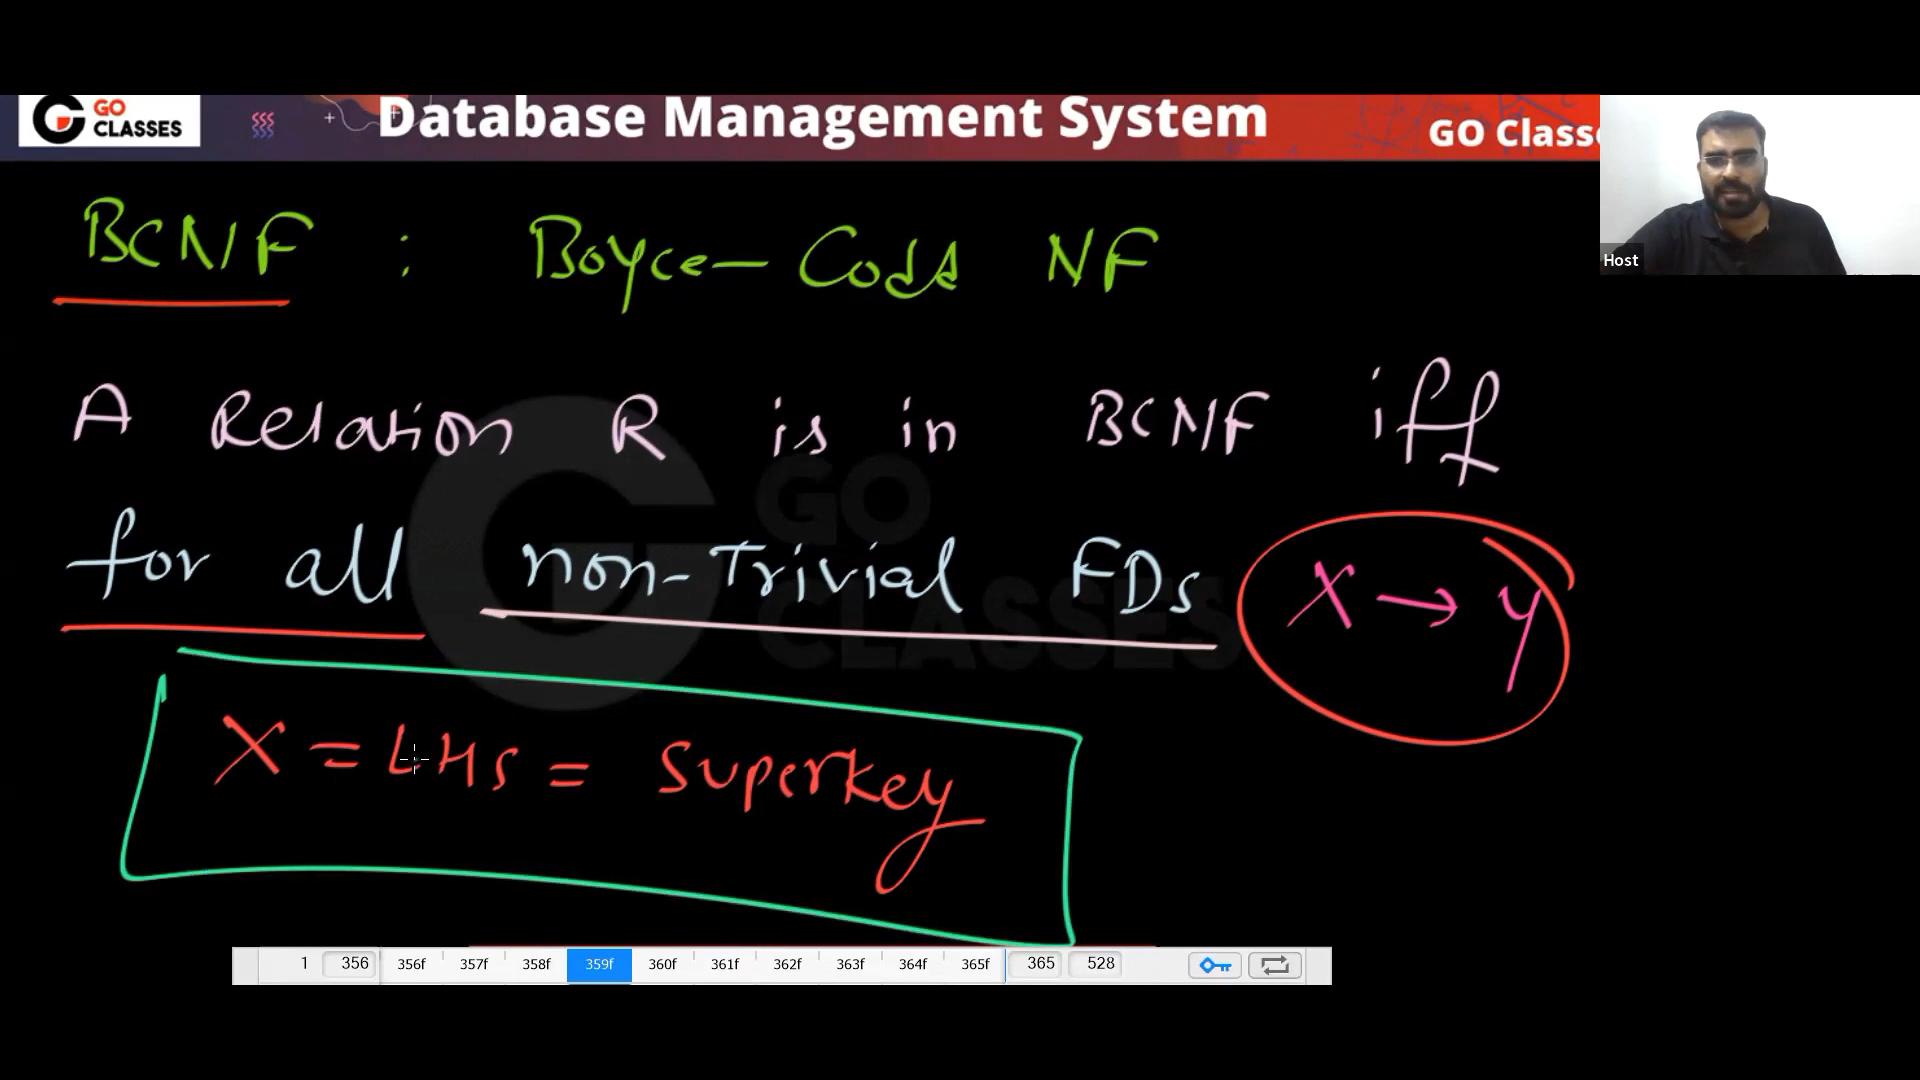 GO CLASSES
Database Management System
GO Classe
Host
BCNF : Boyce-Codd NF
A Relation R is in BCNF iff
for all non-Trivial FDs X → Y
X = LHS = Superkey
GO CLASSES
1 356 356f 357f 358f 359f 360f 361f 362f 363f 364f 365f 365 528